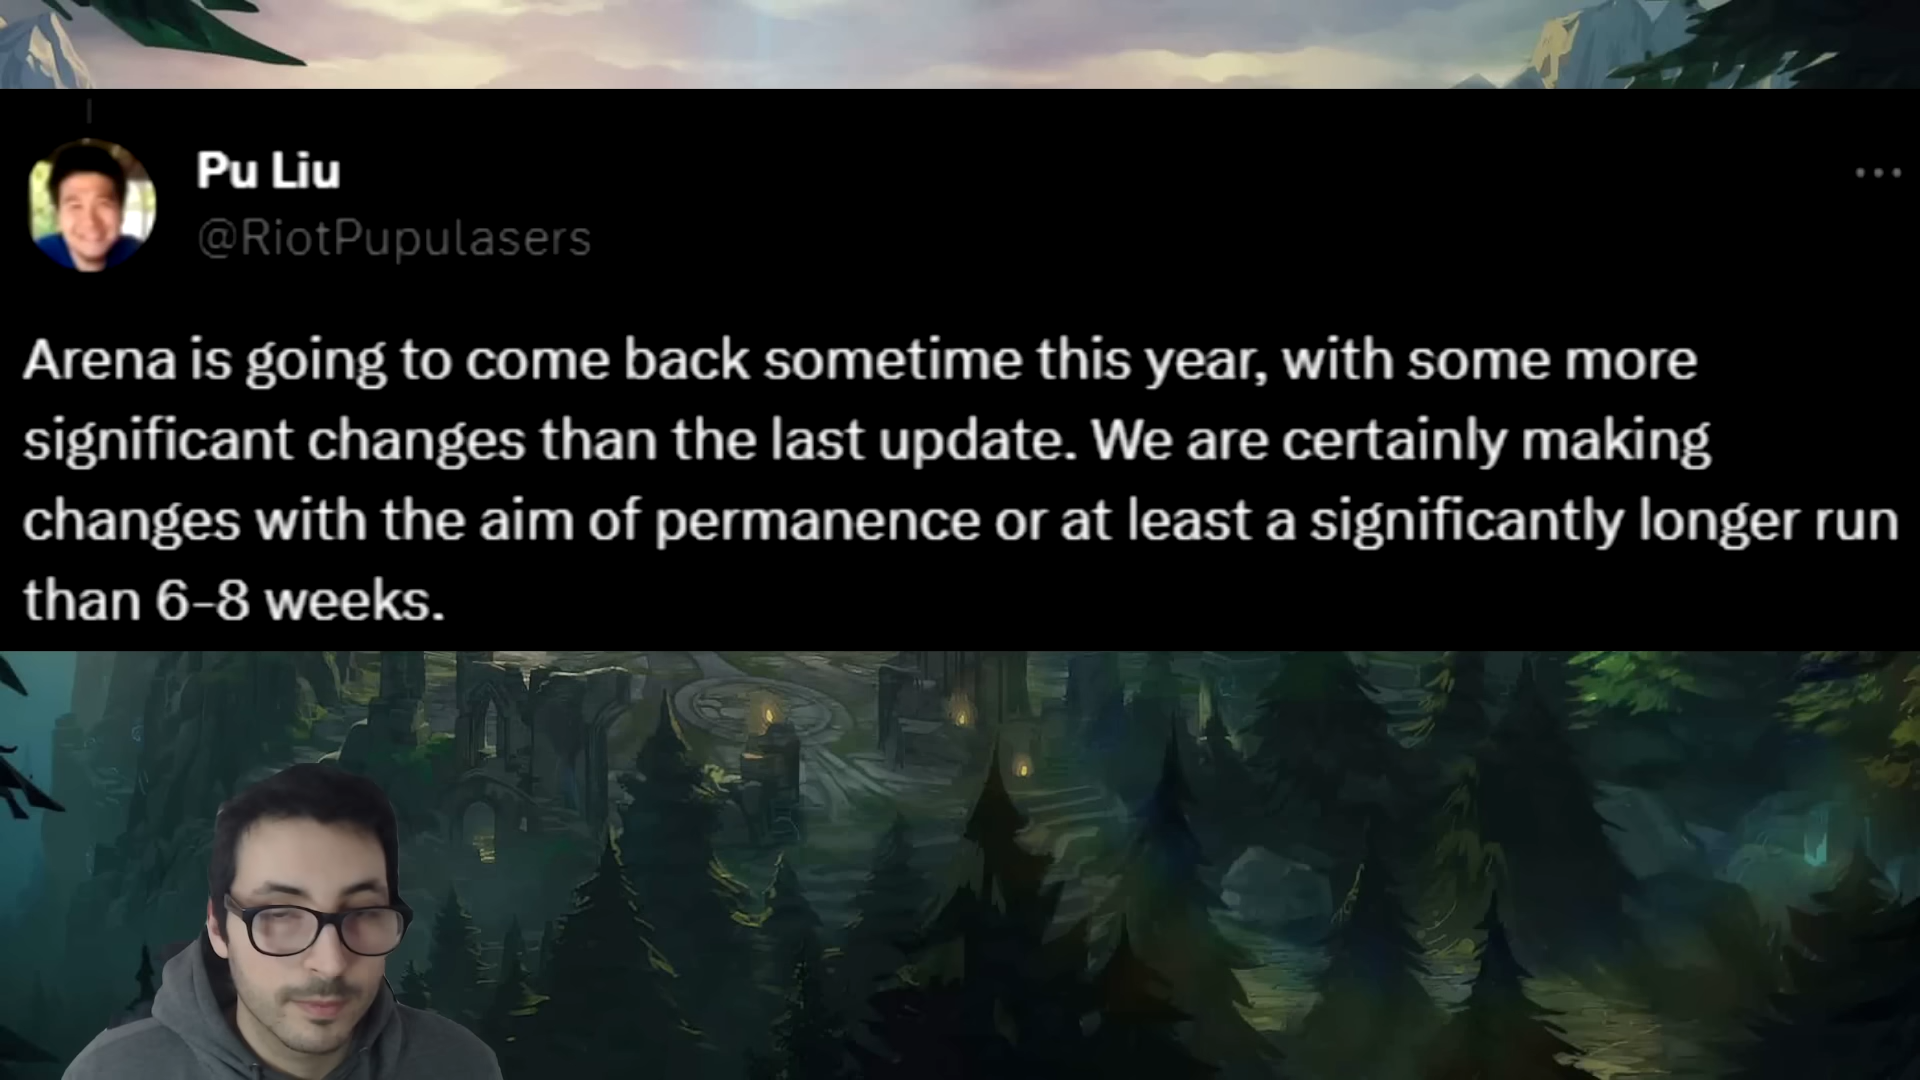 Pu Liu
@RiotPupulasers
Arena is going to come back sometime this year, with some more
significant changes than the last update. We are certainly making
changes with the aim of permanence or at least a significantly longer run
than 6-8 weeks.